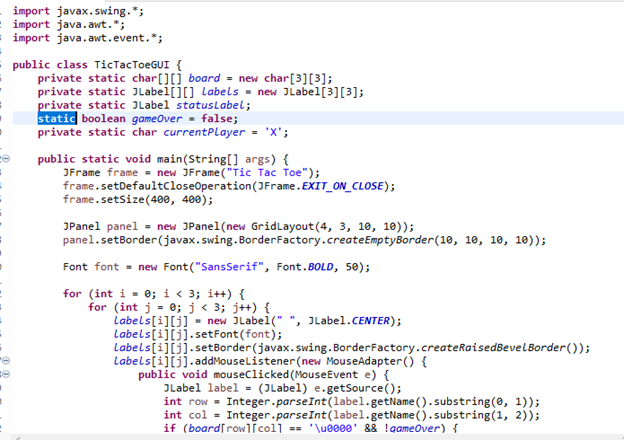 import javax.swing.*;
import java.awt.*;
import java.awt.event.*;
public class TicTacToeGUI {
private static char[][] board = new char[3][3];
private static JLabel[][] labels = new JLabel[3][3];
private static JLabel statusLabel;
static boolean gameOver = false;
private static char currentPlayer = 'X';
public static void main(String[] args) {
JFrame frame = new JFrame("Tic Tac Toe");
frame.setDefaultCloseOperation(JFrame.EXIT_ON_CLOSE);
frame.setSize(400, 400);
JPanel panel = new JPanel(new GridLayout(4, 3, 10, 10));
panel.setBorder(javax.swing.BorderFactory.createEmptyBorder(10, 10, 10, 10));
Font font = new Font("SansSerif", Font.BOLD, 50);
for (int i = 0; i < 3; i++) {
for (int j = 0; j < 3; j++) {
labels[i][j] = new JLabel(" ", JLabel.CENTER);
labels[i][j].setFont(font);
labels[i][j].setBorder(javax.swing.BorderFactory.createRaisedBevelBorder());
labels[i][j].addMouseListener(new MouseAdapter() {
public void mouseClicked(MouseEvent e) {
JLabel label = (JLabel) e.getSource();
int row = Integer.parseInt(label.getName().substring(0, 1));
int col = Integer.parseInt(label.getName().substring(1, 2));
if (board[row][col] == '\u0000' && !gameOver) {